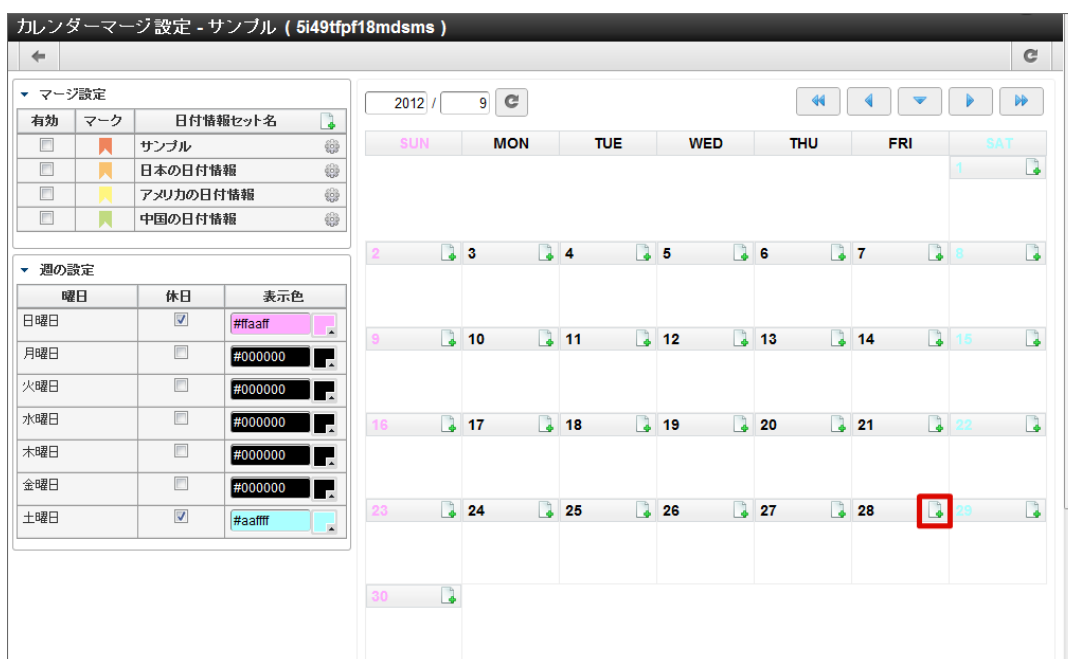 カレンダーマージ設定 - サンプル ( 5i49tfpf18mdsms )
マージ設定
有効 マーク 日付情報セット名
サンプル
日本の日付情報
アメリカの日付情報
中国の日付情報
週の設定
曜日 休日 表示色
日曜日 #ffaaff
月曜日 #000000
火曜日 #000000
水曜日 #000000
木曜日 #000000
金曜日 #000000
土曜日 #aaffff
2012 / 9
SUN MON TUE WED THU FRI SAT
1
2 3 4 5 6 7 8
9 10 11 12 13 14 15
16 17 18 19 20 21 22
23 24 25 26 27 28 29
30